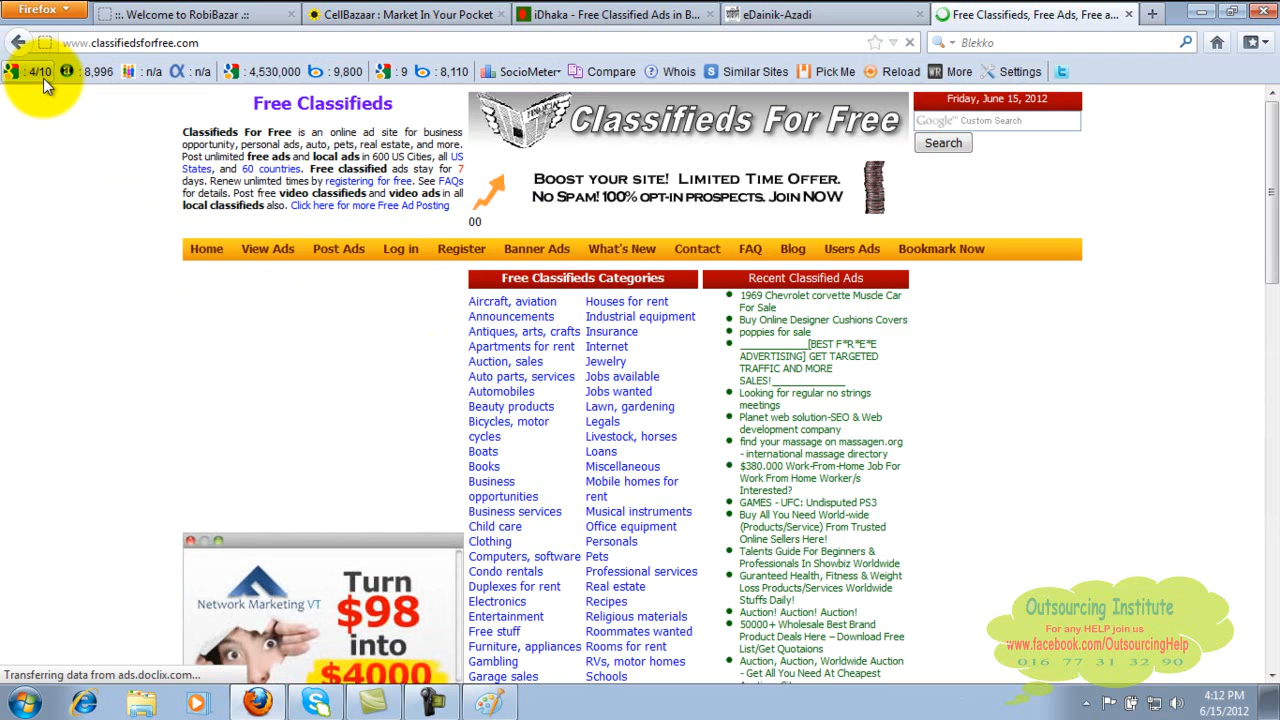 Firefox
::. Welcome to RobiBazar .::
CellBazaar : Market In Your Pocket
iDhaka - Free Classified Ads in B...
eDainik-Azadi
Free Classifieds, Free Ads, Free a...
www.classifiedsforfree.com
Blekko
: 4/10
: 8,996
: n/a
: n/a
: 4,530,000
: 9,800
: 9
: 8,110
SocioMeter
Compare
Whois
Similar Sites
Pick Me
Reload
More
Settings
Free Classifieds
Classifieds For Free is an online ad site for business
opportunity, personal ads, auto, pets, real estate, and more.
Post unlimited free ads and local ads in 600 US Cities, all US
States, and 60 countries. Free classified ads stay for 7
days. Renew unlimted times by registering for free. See FAQs
for details. Post free video classifieds and video ads in all
local classifieds also. Click here for more Free Ad Posting
FINANCIAL
Classifieds For Free
BOOST YOUR SITE! LIMITED TIME OFFER.
NO SPAM! 100% OPT-IN PROSPECTS. JOIN NOW
00
Friday, June 15, 2012
Google™ Custom Search
Search
Home
View Ads
Post Ads
Log in
Register
Banner Ads
What's New
Contact
FAQ
Blog
Users Ads
Bookmark Now
Free Classifieds Categories
Aircraft, aviation
Announcements
Antiques, arts, crafts
Apartments for rent
Auction, sales
Auto parts, services
Automobiles
Beauty products
Bicycles, motor
cycles
Boats
Books
Business
opportunities
Business services
Child care
Clothing
Computers, software
Condo rentals
Duplexes for rent
Electronics
Entertainment
Free stuff
Furniture, appliances
Gambling
Garage sales
Houses for rent
Industrial equipment
Insurance
Internet
Jewelry
Jobs available
Jobs wanted
Lawn, gardening
Legals
Livestock, horses
Loans
Miscellaneous
Mobile homes for
rent
Musical instruments
Office equipment
Personals
Pets
Professional services
Real estate
Recipes
Religious materials
Roommates wanted
Rooms for rent
RVs, motor homes
Schools
Recent Classified Ads
1969 Chevrolet corvette Muscle Car
For Sale
Buy Online Designer Cushions Covers
poppies for sale
____________[BEST F*R*E*E
ADVERTISING] GET TARGETED
TRAFFIC AND MORE
SALES!____________
Looking for regular no strings
meetings
Planet web solution-SEO & Web
development company
find your massage on massagen.org
- international massage directory
$380.000 Work-From-Home Job For
Work From Home Worker/s
Interested?
GAMES - UFC: Undisputed PS3
Buy All You Need World-wide
(Products/Service) From Trusted
Online Sellers Here!
Talents Guide For Beginners &
Professionals In Showbiz Worldwide
Guranteed Health, Fitness & Weight
Loss Products/Services Worldwide
Stuffs Daily!
Auction! Auction! Auction!
50000+ Wholesale Best Brand
Product Deals Here – Download Free
List/Get Quotaions
Auction, Auction, Worldwide Auction
- Get All You Need At Cheapest
Network Marketing VT
Turn
$98
into
$4000
Outsourcing Institute
For any HELP join us
www.facebook.com/OutsourcingHelp
016 77 31 32 90
Transferring data from ads.doclix.com...
4:12 PM
6/15/2012